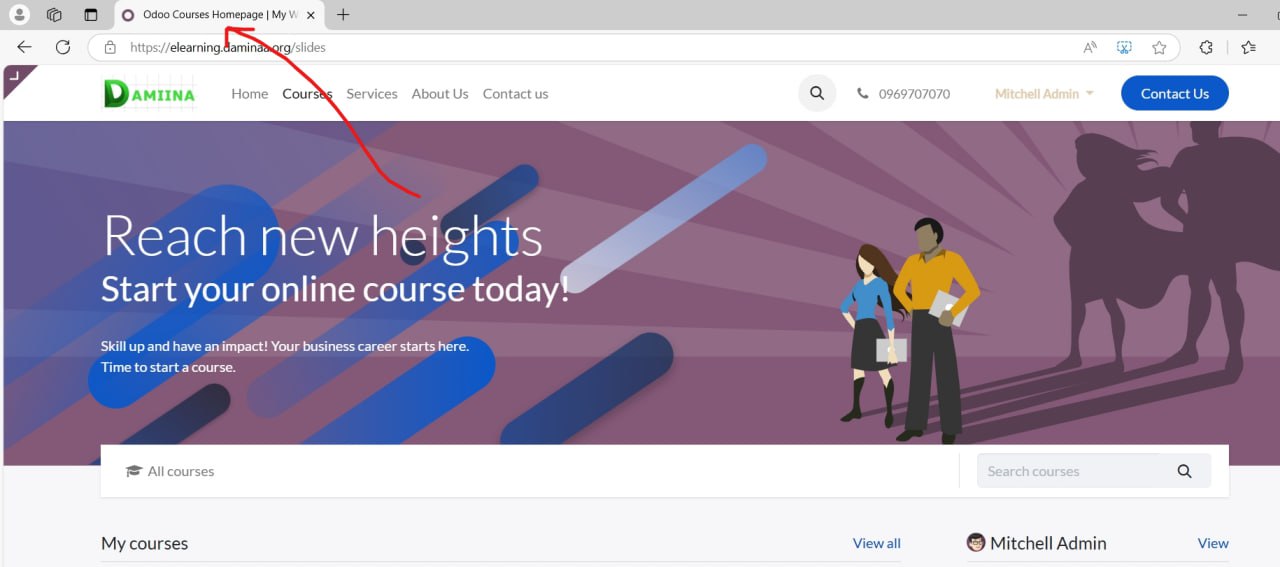 Odoo Courses Homepage | My W
https://elearning.daminaa.org/slides
DAMIINA
Home Courses Services About Us Contact us
0969707070
Mitchell Admin
Contact Us
Reach new heights
Start your online course today!
Skill up and have an impact! Your business career starts here.
Time to start a course.
All courses
Search courses
My courses
View all
Mitchell Admin
View